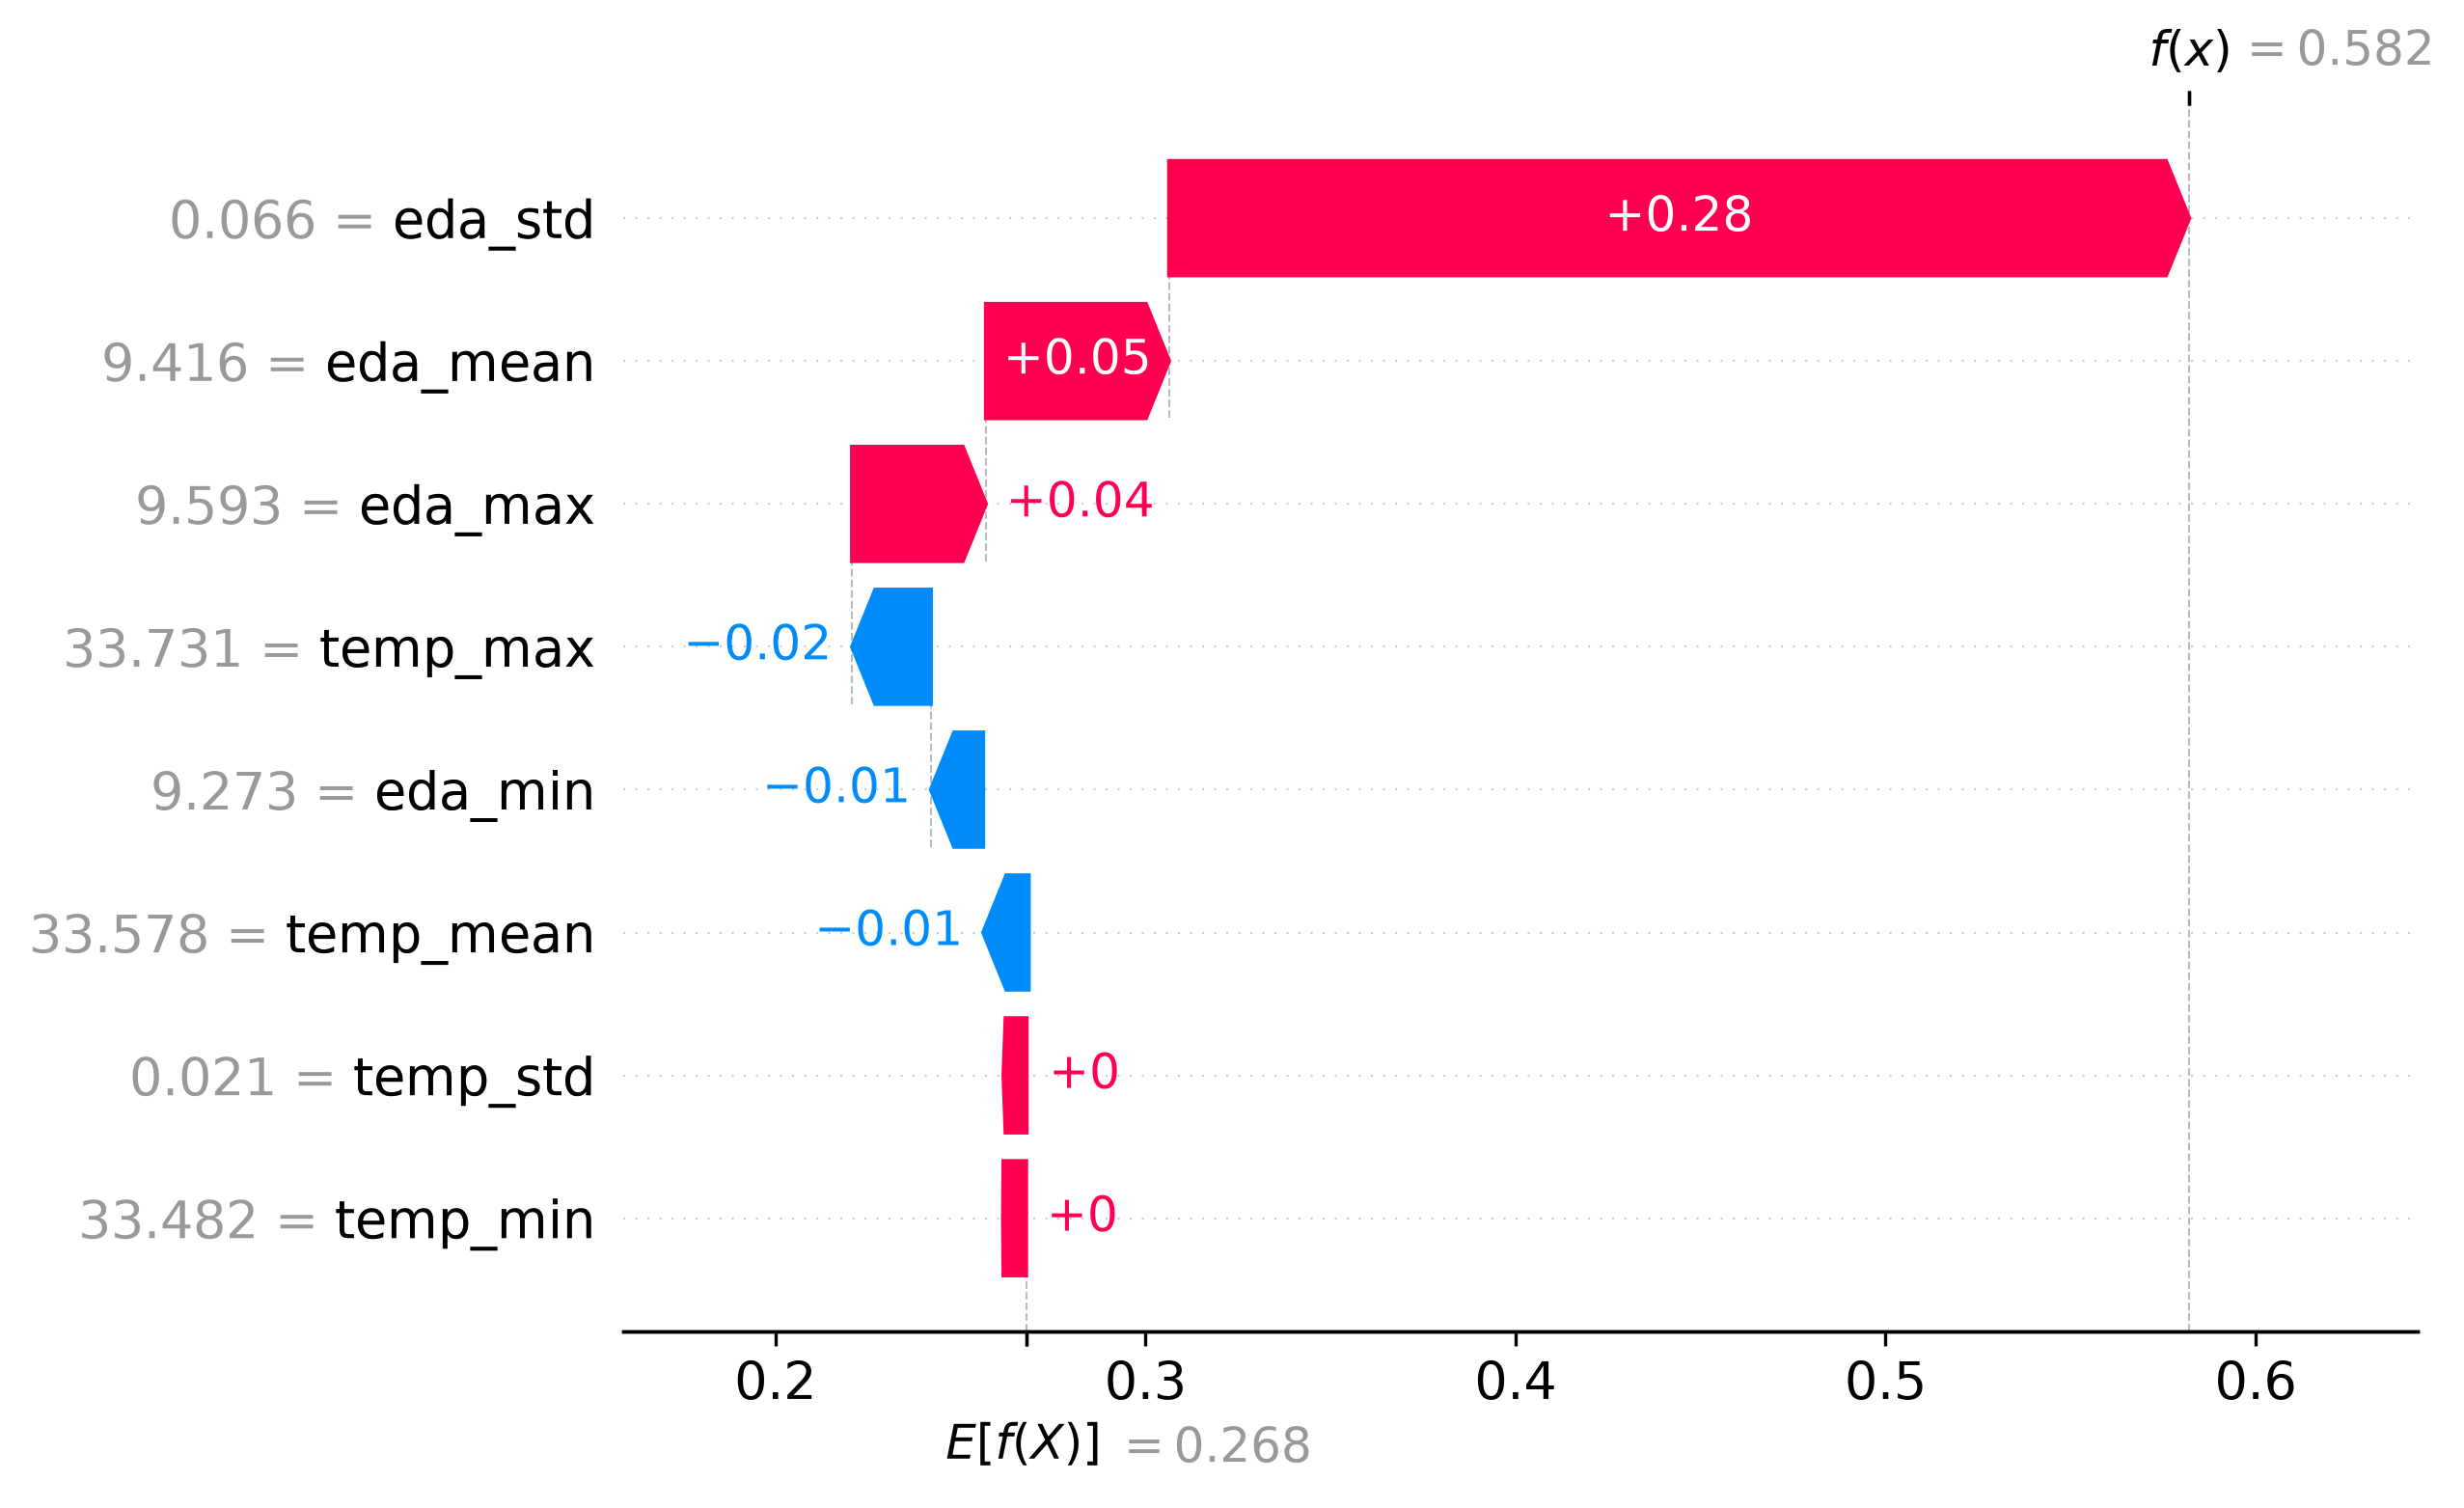 f(x) = 0.582
0.066 = eda_std +0.28
9.416 = eda_mean +0.05
9.593 = eda_max +0.04
33.731 = temp_max −0.02
9.273 = eda_min −0.01
33.578 = temp_mean −0.01
0.021 = temp_std +0
33.482 = temp_min +0
0.2 0.3 0.4 0.5 0.6
E[f(X)] = 0.268